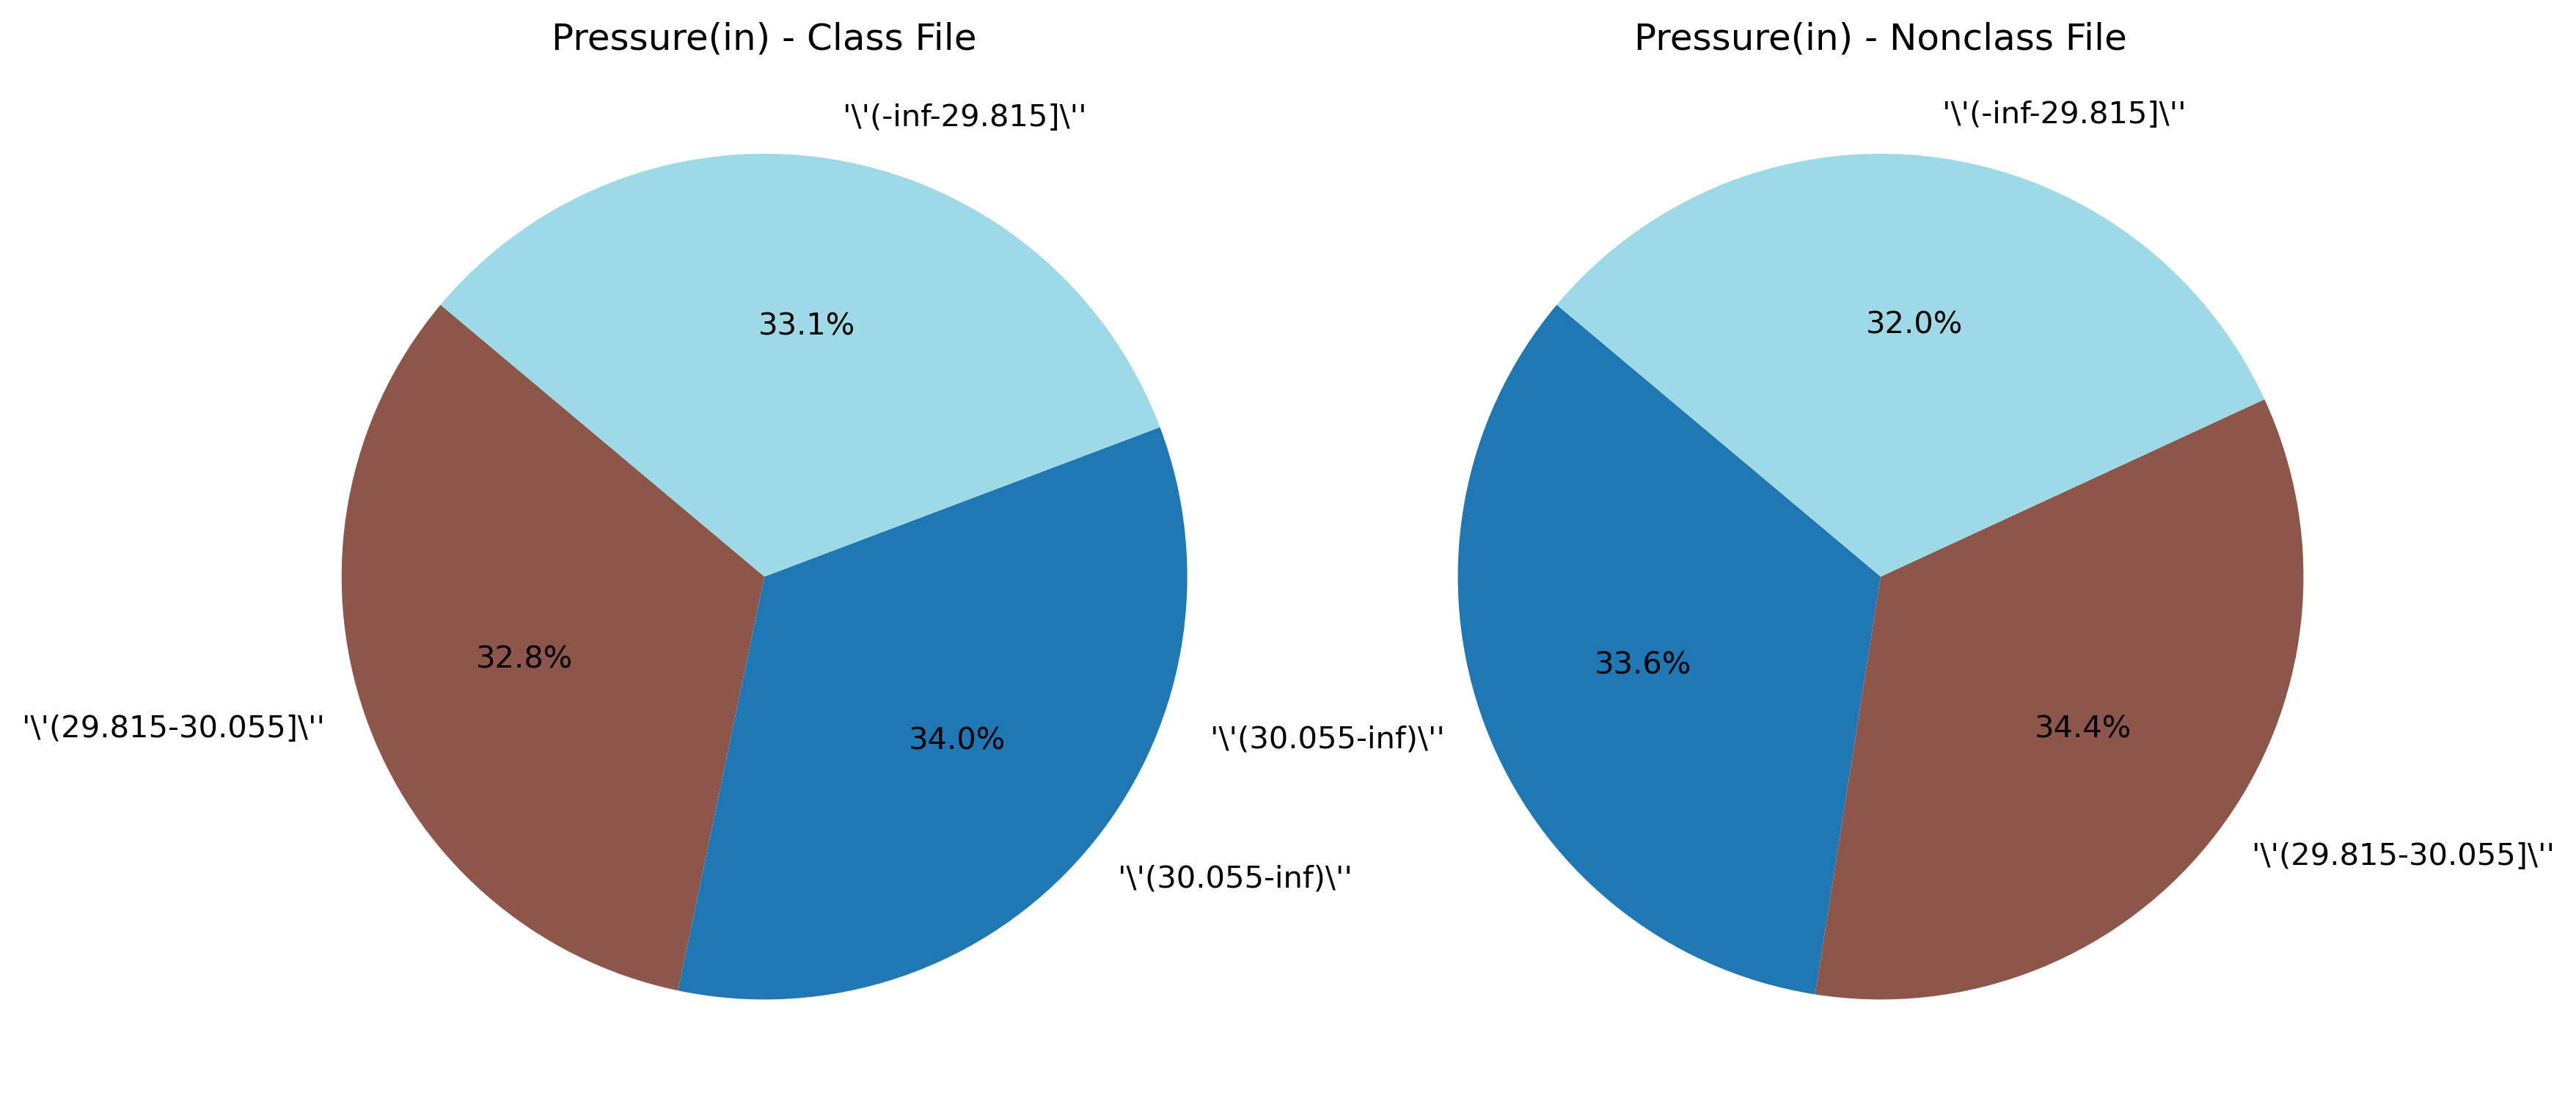 Pressure(in) - Class File
'\'(-inf-29.815]\''
33.1%
32.8%
'\'(29.815-30.055]\''
34.0%
'\'(30.055-inf)\''
Pressure(in) - Nonclass File
'\'(-inf-29.815]\''
32.0%
33.6%
'\'(30.055-inf)\''
34.4%
'\'(29.815-30.055]\''